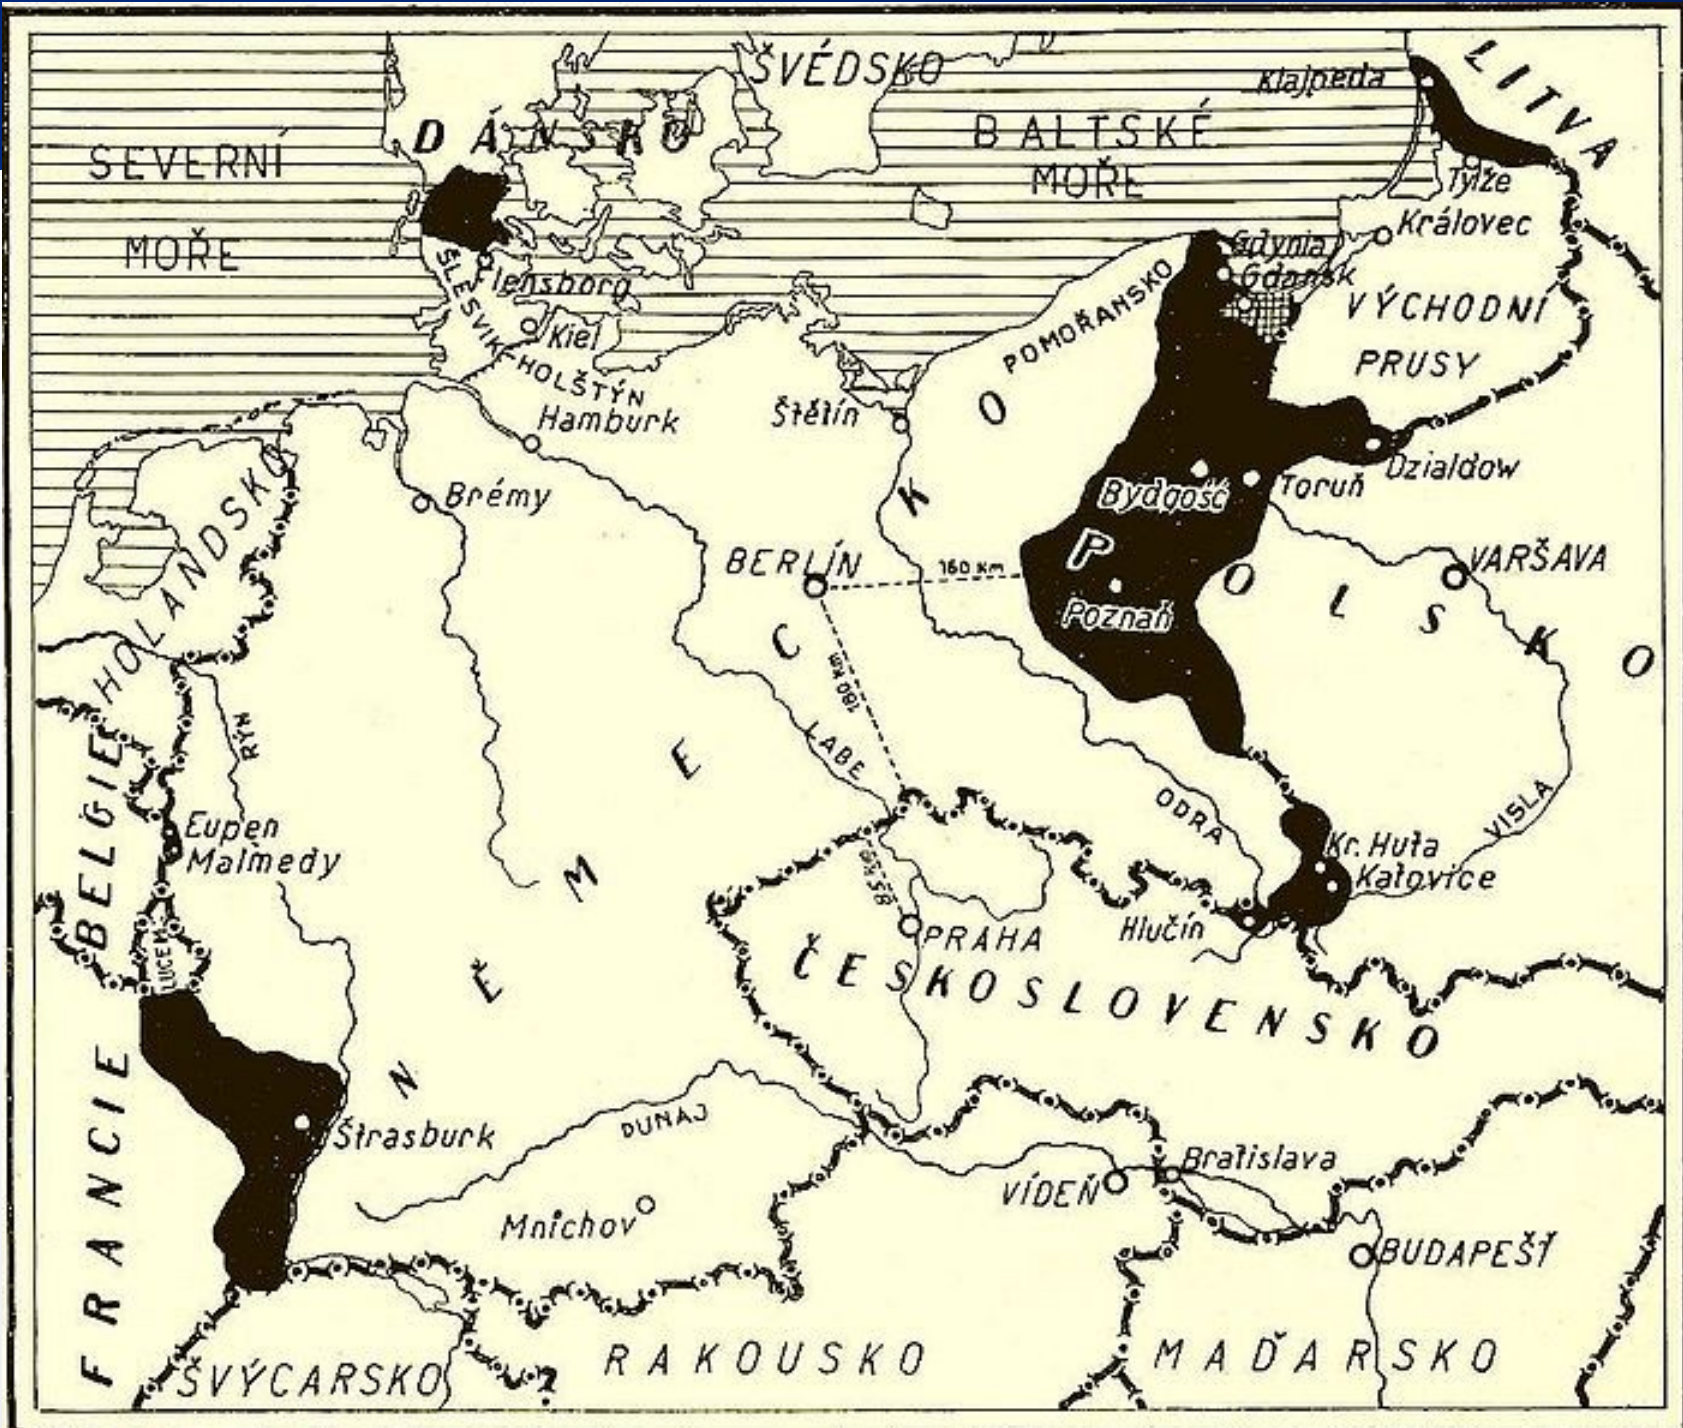 ŠVÉDSKO
Klajpeda
LITVA
DÁNSKO
BALTSKÉ
MOŘE
SEVERNÍ
MOŘE
Tylže
Královec
Gdynia
Gdaňsk
ŠLESVIK-HOLŠTÝN
lensborg
Kiel
POMOŘANSKO
VÝCHODNÍ
PRUSY
Hamburk
Štětín
Dzialdow
Brémy
Bydgošč
Toruň
HOLANDSKO
BERLÍN
160 Km
VARŠAVA
Poznaň
POLSKO
180 Km
RÝN
LABE
ODRA
VISLA
NĚMECKO
BELGIE
Eupen
Malmedy
Kr. Huta
Katovice
85 Km
LUCEM
PRAHA
Hlučín
ČESKOSLOVENSKO
FRANCIE
Štrasburk
DUNAJ
Mnichov
VÍDEŇ
Bratislava
BUDAPEŠŤ
ŠVÝCARSKO
RAKOUSKO
MAĎARSKO